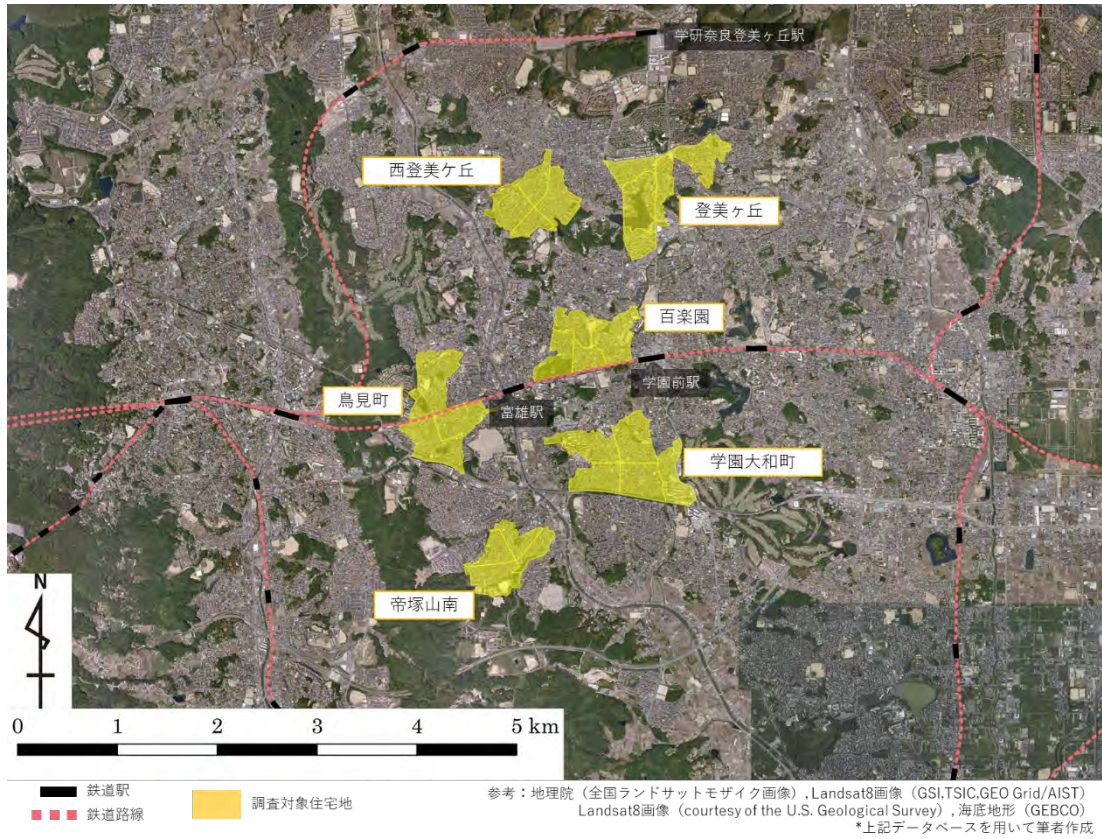 学研奈良登美ヶ丘駅
西登美ケ丘
登美ヶ丘
百楽園
学園前駅
鳥見町
富雄駅
学園大和町
帝塚山南
N
0 1 2 3 4 5 km
鉄道駅
鉄道路線
調査対象住宅地
参考：地理院（全国ランドサットモザイク画像）,Landsat8画像（GSI,TSIC,GEO Grid/AIST）
Landsat8画像（courtesy of the U.S. Geological Survey）, 海底地形（GEBCO）
*上記データベースを用いて筆者作成